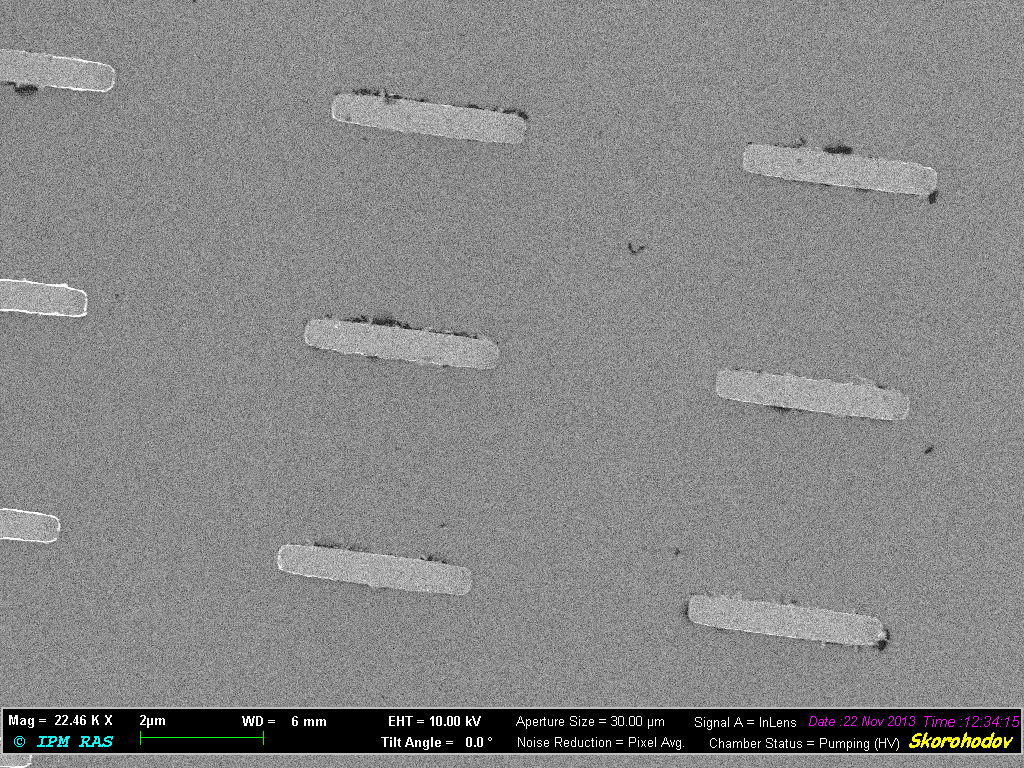 Mag = 22.46 K X 2µm WD = 6 mm EHT = 10.00 kV Aperture Size = 30.00 µm Signal A = InLens Date :22 Nov 2013 Time :12:34:15
© IPM RAS Tilt Angle = 0.0 ° Noise Reduction = Pixel Avg. Chamber Status = Pumping (HV) Skorohodov